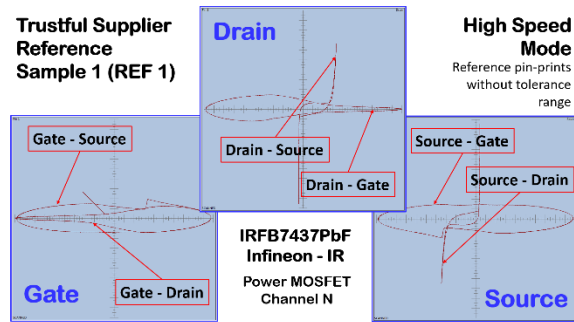 Trustful Supplier
Reference
Sample 1 (REF 1)
Drain
High Speed
Mode
Reference pin-prints
without tolerance
range
Drain - Source
Drain - Gate
Gate - Source
Gate - Drain
Gate
Source - Gate
Source - Drain
Source
IRFB7437PbF
Infineon - IR
Power MOSFET
Channel N